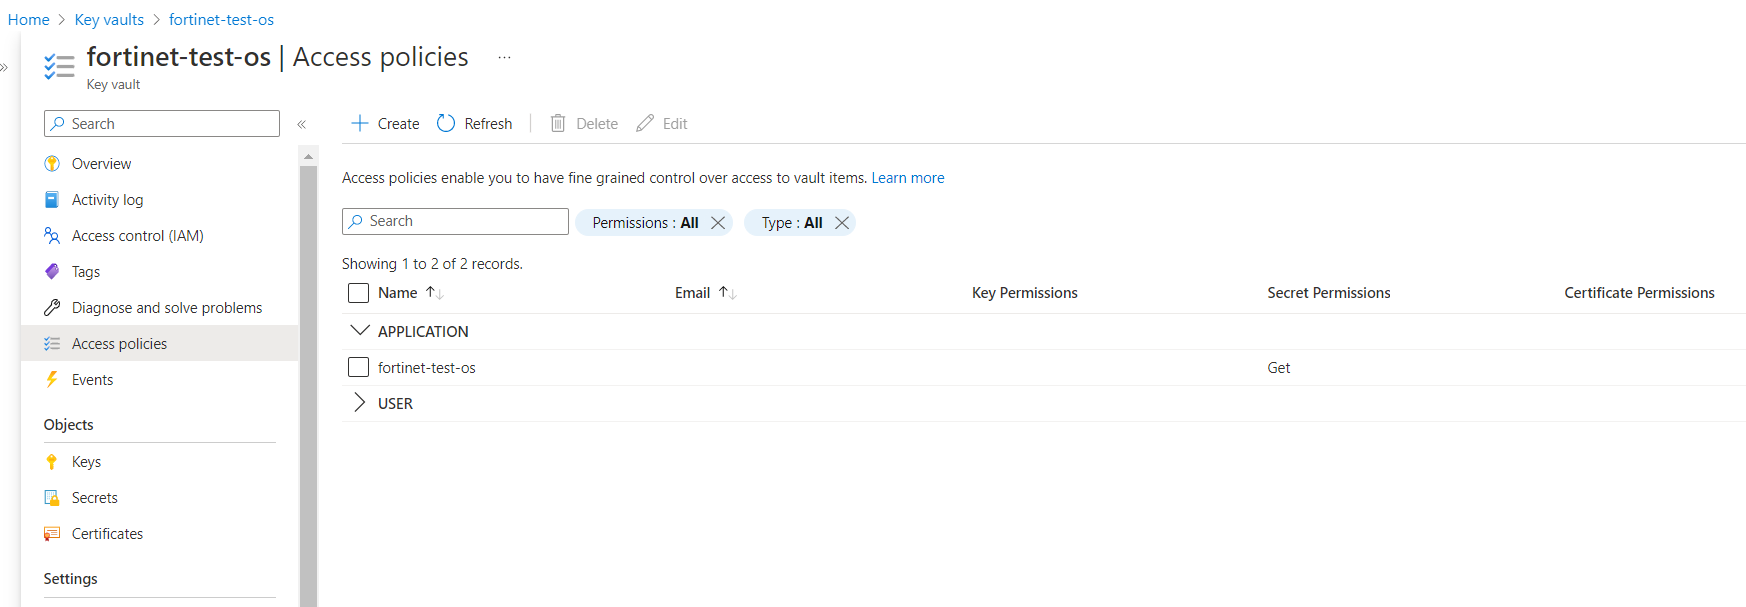 Home > Key vaults > fortinet-test-os
fortinet-test-os | Access policies ...
Key vault
Search
Overview
Activity log
Access control (IAM)
Tags
Diagnose and solve problems
Access policies
Events
Objects
Keys
Secrets
Certificates
Settings
Create Refresh Delete Edit
Access policies enable you to have fine grained control over access to vault items. Learn more
Search Permissions : All Type : All
Showing 1 to 2 of 2 records.
Name Email Key Permissions Secret Permissions Certificate Permissions
APPLICATION
fortinet-test-os Get
USER